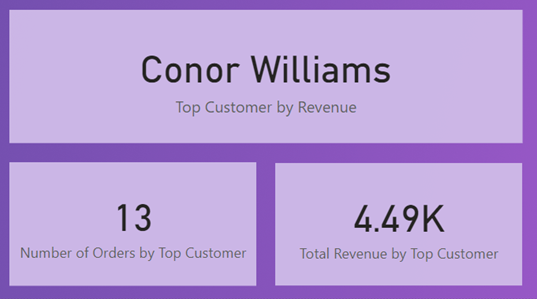 Conor Williams
Top Customer by Revenue
13
Number of Orders by Top Customer
4.49K
Total Revenue by Top Customer